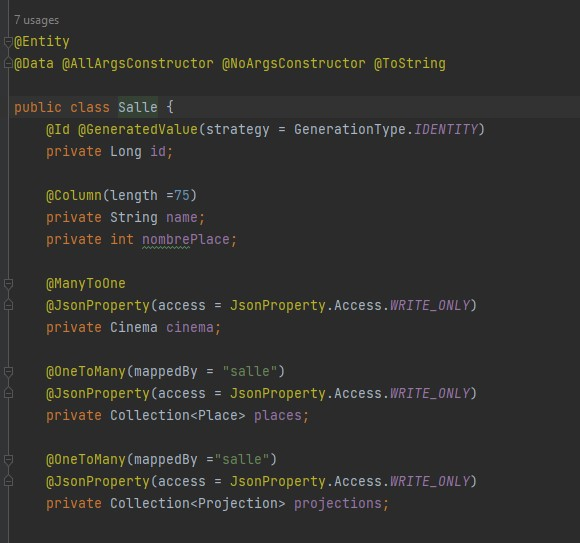 7 usages
@Entity
@Data @AllArgsConstructor @NoArgsConstructor @ToString
public class Salle {
@Id @GeneratedValue(strategy = GenerationType.IDENTITY)
private Long id;
@Column(length =75)
private String name;
private int nombrePlace;
@ManyToOne
@JsonProperty(access = JsonProperty.Access.WRITE_ONLY)
private Cinema cinema;
@OneToMany(mappedBy = "salle")
@JsonProperty(access = JsonProperty.Access.WRITE_ONLY)
private Collection<Place> places;
@OneToMany(mappedBy ="salle")
@JsonProperty(access = JsonProperty.Access.WRITE_ONLY)
private Collection<Projection> projections;